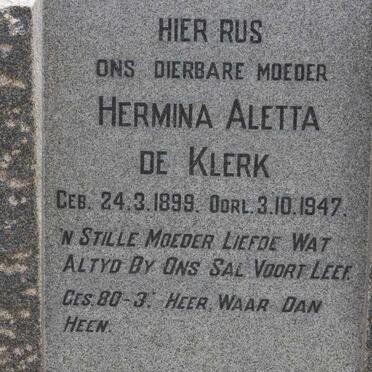 HIER RUS
ONS DIERBARE MOEDER
HERMINA ALETTA
DE KLERK
GEB. 24.3.1899. OORL. 3.10.1947.
'N STILLE MOEDER LIEFDE WAT
ALTYD BY ONS SAL VOORT LEEF.
GES. 80-3: HEER, WAAR DAN
HEEN.